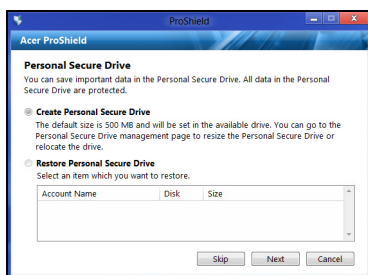 ProShield
Acer ProShield
Personal Secure Drive
You can save important data in the Personal Secure Drive. All data in the Personal
Secure Drive are protected.
Create Personal Secure Drive
The default size is 500 MB and will be set in the available drive. You can go to the
Personal Secure Drive management page to resize the Personal Secure Drive or
relocate the drive.
Restore Personal Secure Drive
Select an item which you want to restore.
Account Name Disk Size
Skip Next Cancel